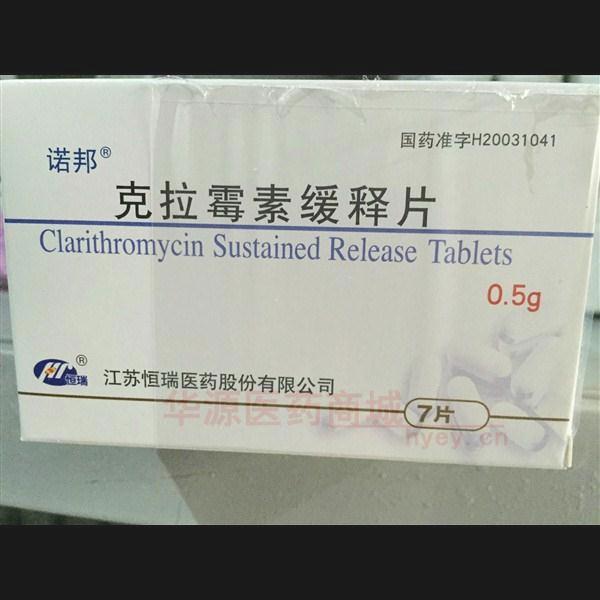 国药准字H20031041
诺邦®
克拉霉素缓释片
Clarithromycin Sustained Release Tablets
0.5g
HR®
恒瑞
江苏恒瑞医药股份有限公司
7片
华源医药商城
hyey.cn